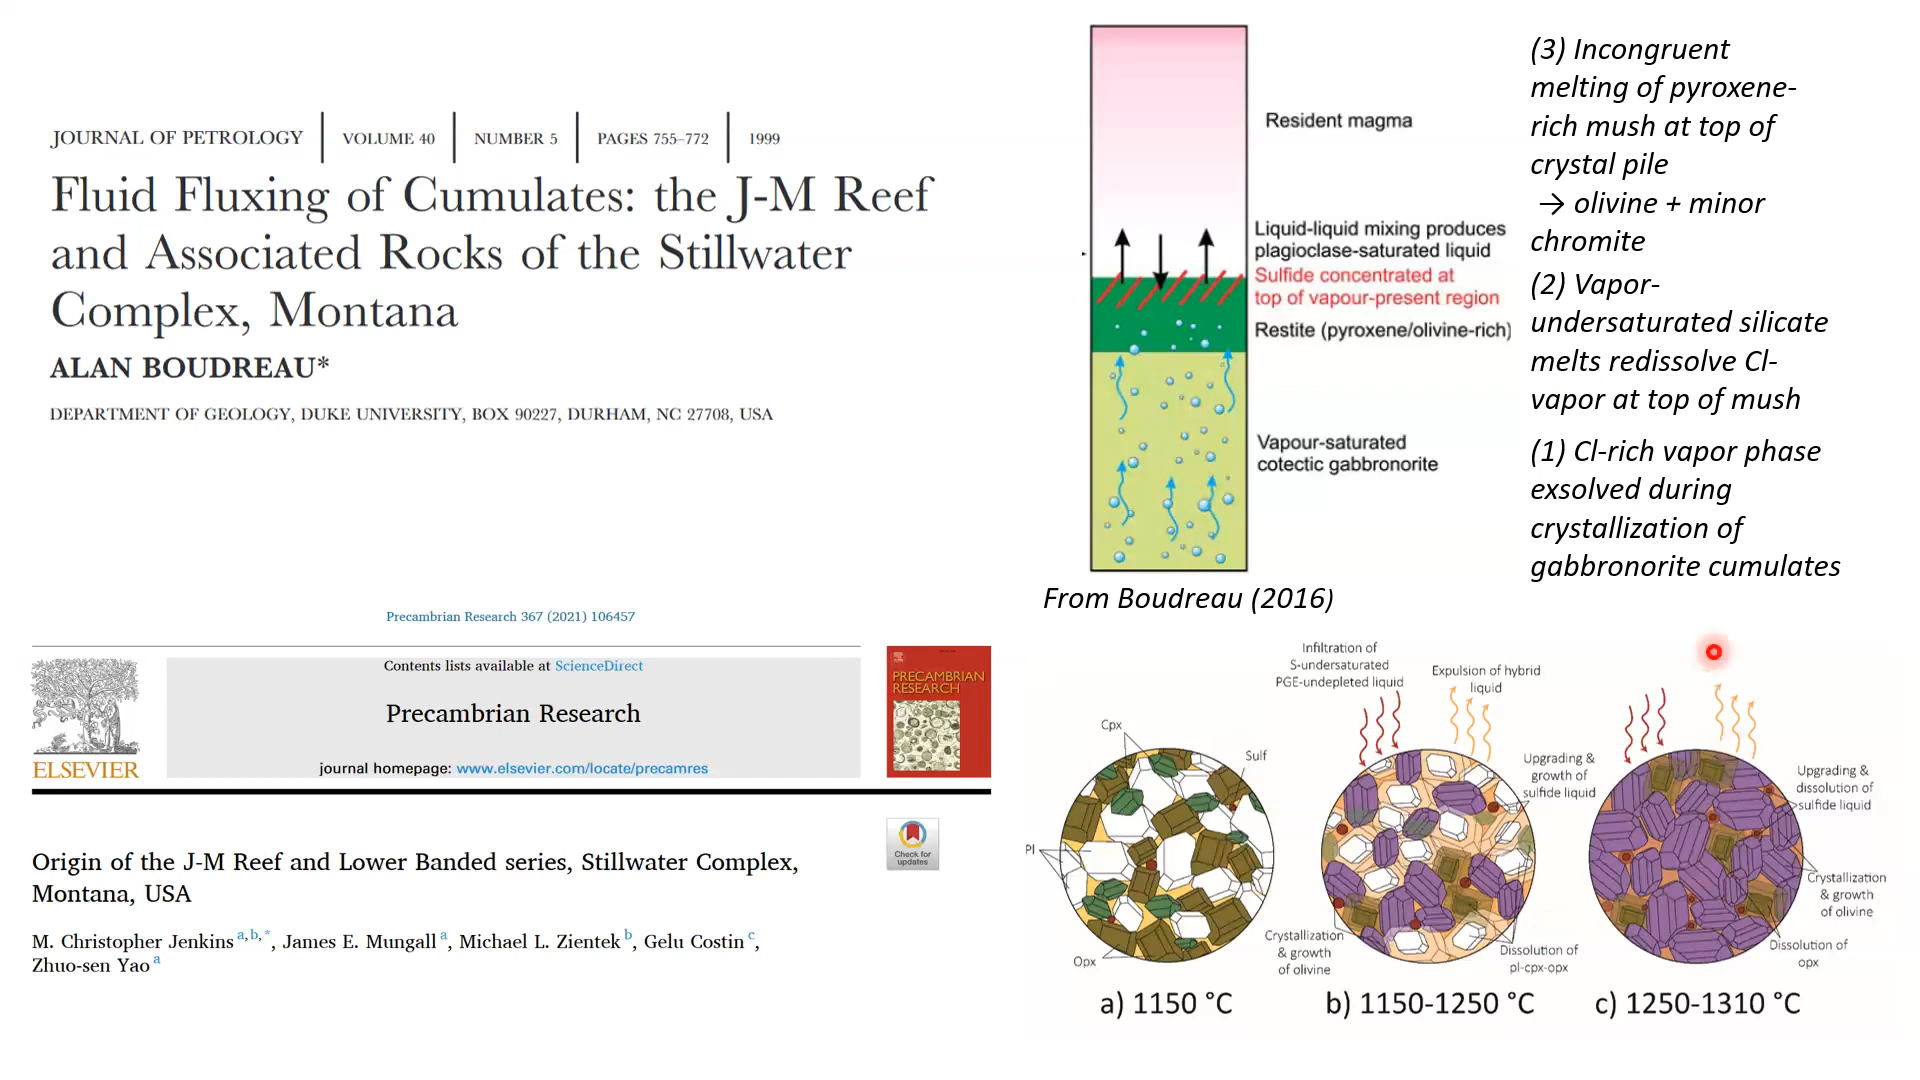 JOURNAL OF PETROLOGY VOLUME 40 NUMBER 5 PAGES 755–772 1999
Fluid Fluxing of Cumulates: the J-M Reef
and Associated Rocks of the Stillwater
Complex, Montana
ALAN BOUDREAU*
DEPARTMENT OF GEOLOGY, DUKE UNIVERSITY, BOX 90227, DURHAM, NC 27708, USA
Precambrian Research 367 (2021) 106457
Contents lists available at ScienceDirect
Precambrian Research
journal homepage: www.elsevier.com/locate/precamres
ELSEVIER
PRECAMBRIAN
RESEARCH
Check for
updates
Origin of the J-M Reef and Lower Banded series, Stillwater Complex,
Montana, USA
M. Christopher Jenkins a,b,*, James E. Mungall a, Michael L. Zientek b, Gelu Costin c,
Zhuo-sen Yao a
Resident magma
Liquid-liquid mixing produces
plagioclase-saturated liquid
Sulfide concentrated at
top of vapour-present region
Restite (pyroxene/olivine-rich)
Vapour-saturated
cotectic gabbronorite
From Boudreau (2016)
(3) Incongruent
melting of pyroxene-
rich mush at top of
crystal pile
→ olivine + minor
chromite
(2) Vapor-
undersaturated silicate
melts redissolve Cl-
vapor at top of mush
(1) Cl-rich vapor phase
exsolved during
crystallization of
gabbronorite cumulates
Cpx
Sulf
Pl
Opx
a) 1150 °C
Infiltration of
S-undersaturated
PGE-undepleted liquid
Expulsion of hybrid
liquid
Upgrading &
growth of
sulfide liquid
Crystallization
& growth
of olivine
Dissolution of
pl-cpx-opx
b) 1150-1250 °C
Upgrading &
dissolution of
sulfide liquid
Crystallization
& growth
of olivine
Dissolution of
opx
c) 1250-1310 °C